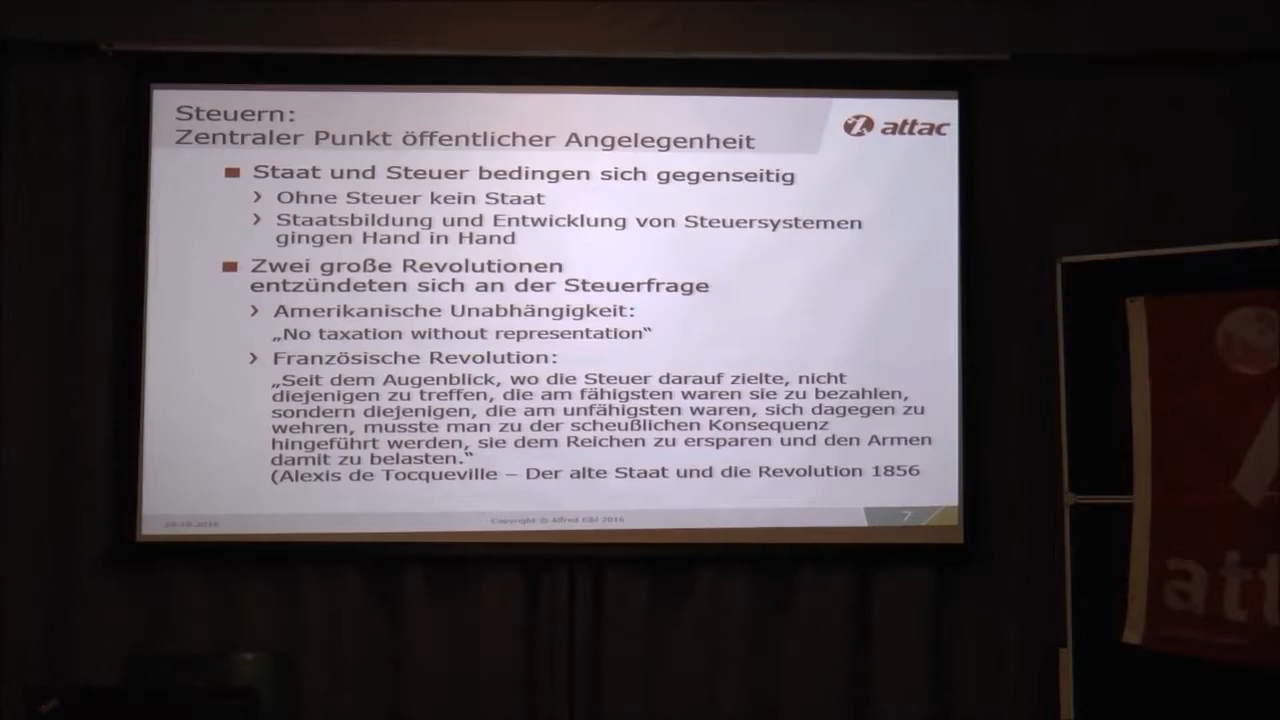 Steuern:
Zentraler Punkt öffentlicher Angelegenheit
attac
Staat und Steuer bedingen sich gegenseitig
Ohne Steuer kein Staat
Staatsbildung und Entwicklung von Steuersystemen
gingen Hand in Hand
Zwei große Revolutionen
entzündeten sich an der Steuerfrage
Amerikanische Unabhängigkeit:
„No taxation without representation“
Französische Revolution:
„Seit dem Augenblick, wo die Steuer darauf zielte, nicht
diejenigen zu treffen, die am fähigsten waren sie zu bezahlen,
sondern diejenigen, die am unfähigsten waren, sich dagegen zu
wehren, musste man zu der scheußlichen Konsequenz
hingeführt werden, sie dem Reichen zu ersparen und den Armen
damit zu belasten.“
(Alexis de Tocqueville – Der alte Staat und die Revolution 1856
Copyright © Alfred Eibl 2016
7
att